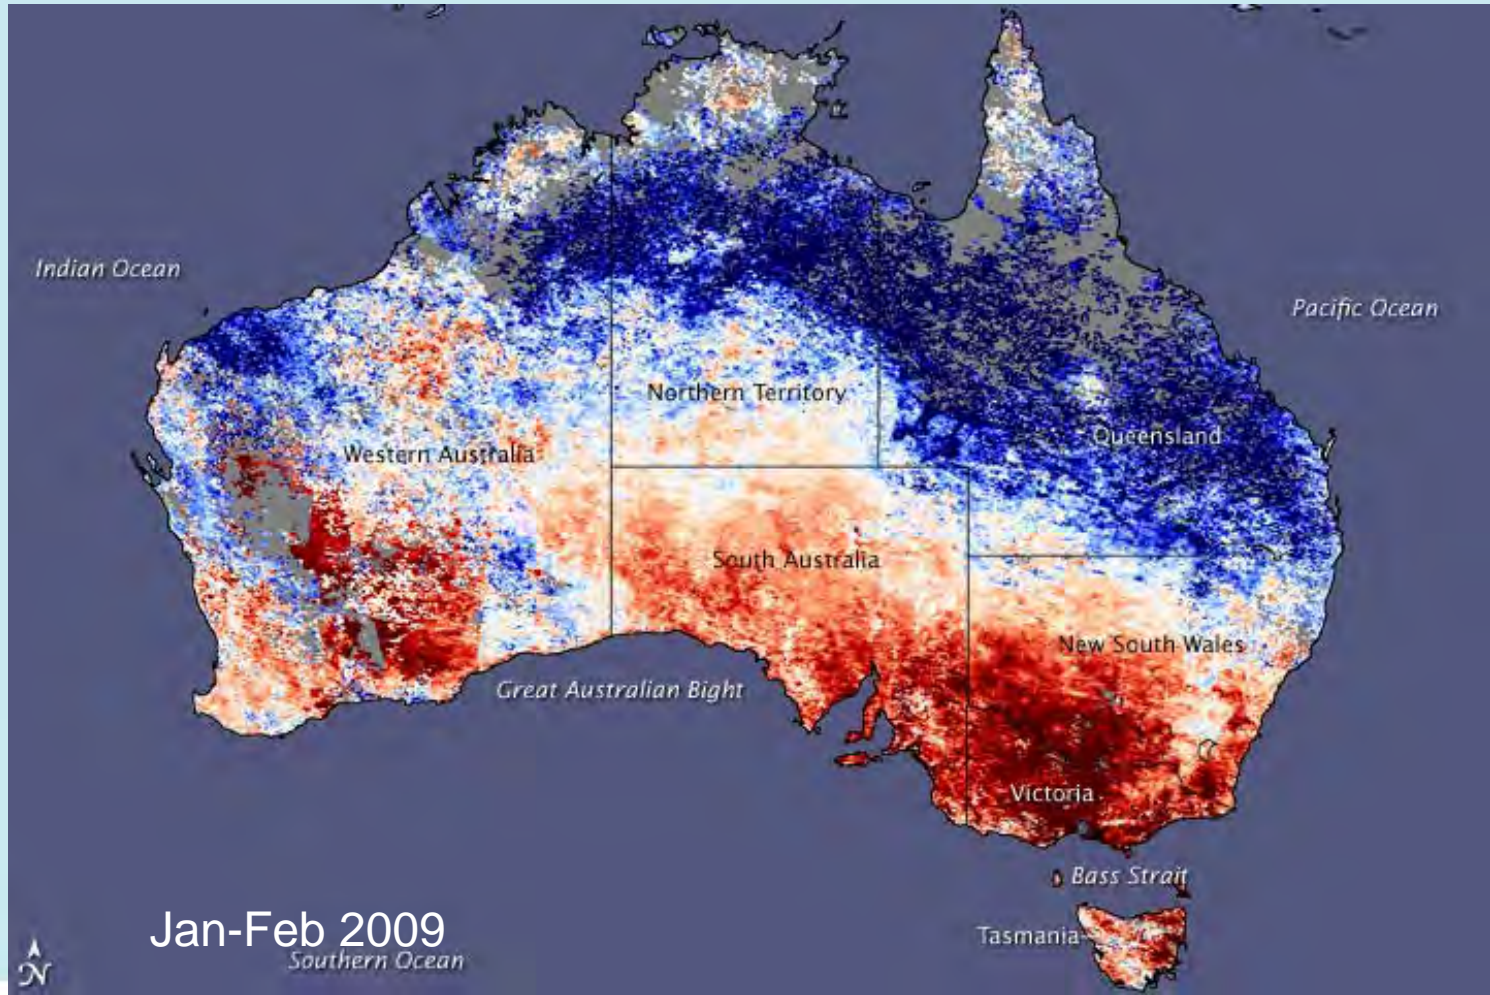 Indian Ocean
Pacific Ocean
Northern Territory
Queensland
Western Australia
South Australia
New South Wales
Great Australian Bight
Victoria
Bass Strait
Tasmania
Jan-Feb 2009
Southern Ocean
N